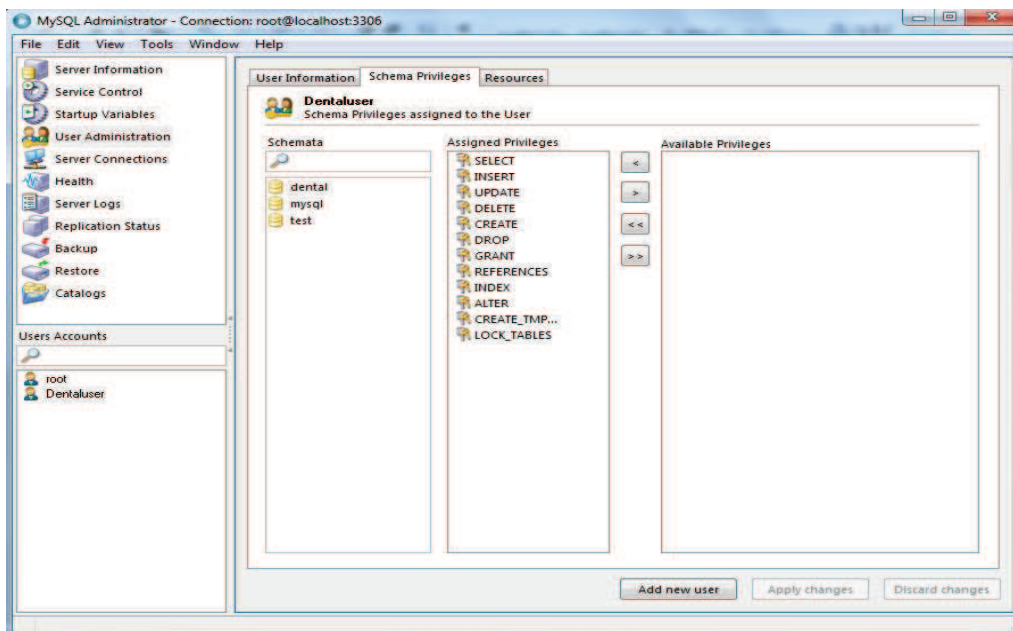 MySQL Administrator - Connection: root@localhost:3306
File Edit View Tools Window Help
Server Information
Service Control
Startup Variables
User Administration
Server Connections
Health
Server Logs
Replication Status
Backup
Restore
Catalogs
Users Accounts
root
Dentaluser
User Information Schema Privileges Resources
Dentaluser
Schema Privileges assigned to the User
Schemata
dental
mysql
test
Assigned Privileges
SELECT
INSERT
UPDATE
DELETE
CREATE
DROP
GRANT
REFERENCES
INDEX
ALTER
CREATE_TMP...
LOCK_TABLES
<
>
<<
>>
Available Privileges
Add new user Apply changes Discard changes